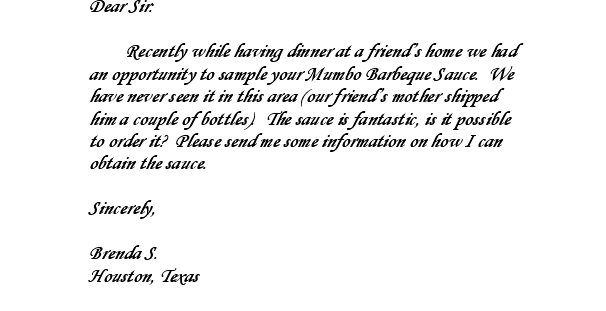 Dear Sir:
Recently while having dinner at a friend's home we had
an opportunity to sample your Mumbo Barbeque Sauce. We
have never seen it in this area (our friend's mother shipped
him a couple of bottles) The sauce is fantastic, is it possible
to order it? Please send me some information on how I can
obtain the sauce.
Sincerely,
Brenda S.
Houston, Texas